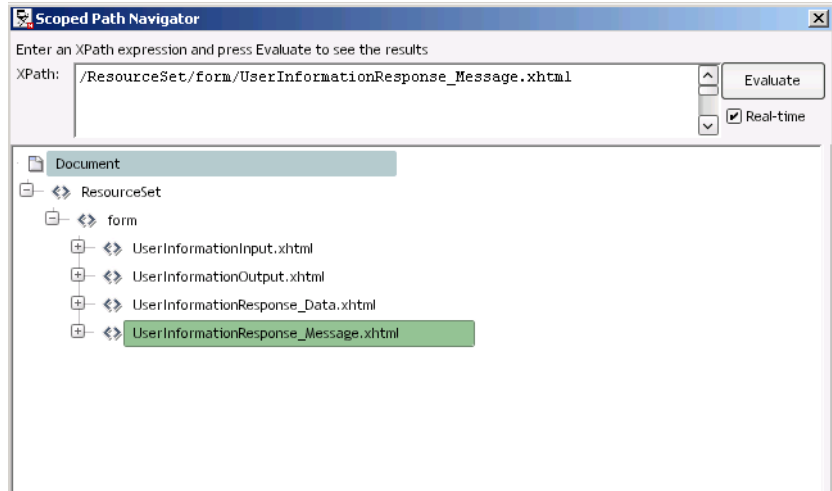 Scoped Path Navigator
Enter an XPath expression and press Evaluate to see the results
XPath:
/ResourceSet/form/UserInformationResponse_Message.xhtml
Evaluate
Real-time
Document
ResourceSet
form
UserInformationInput.xhtml
UserInformationOutput.xhtml
UserInformationResponse_Data.xhtml
UserInformationResponse_Message.xhtml